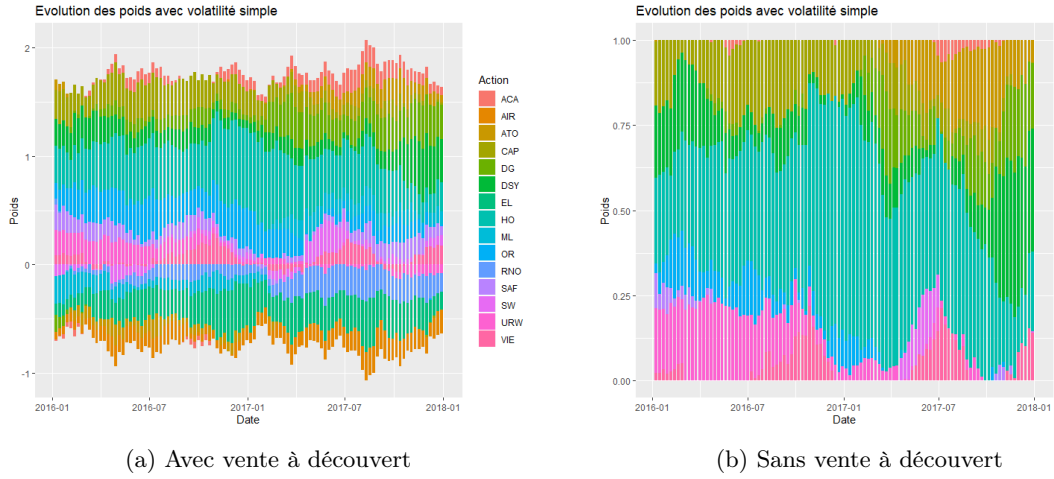 Evolution des poids avec volatilité simple
Poids
2
1
0
-1
2016-01 2016-07 2017-01 2017-07 2018-01
Date
Action
ACA
AIR
ATO
CAP
DG
DSY
EL
HO
ML
OR
RNO
SAF
SW
URW
VIE
(a) Avec vente à découvert
Evolution des poids avec volatilité simple
Poids
1.00
0.75
0.50
0.25
0.00
2016-01 2016-07 2017-01 2017-07 2018-01
Date
(b) Sans vente à découvert